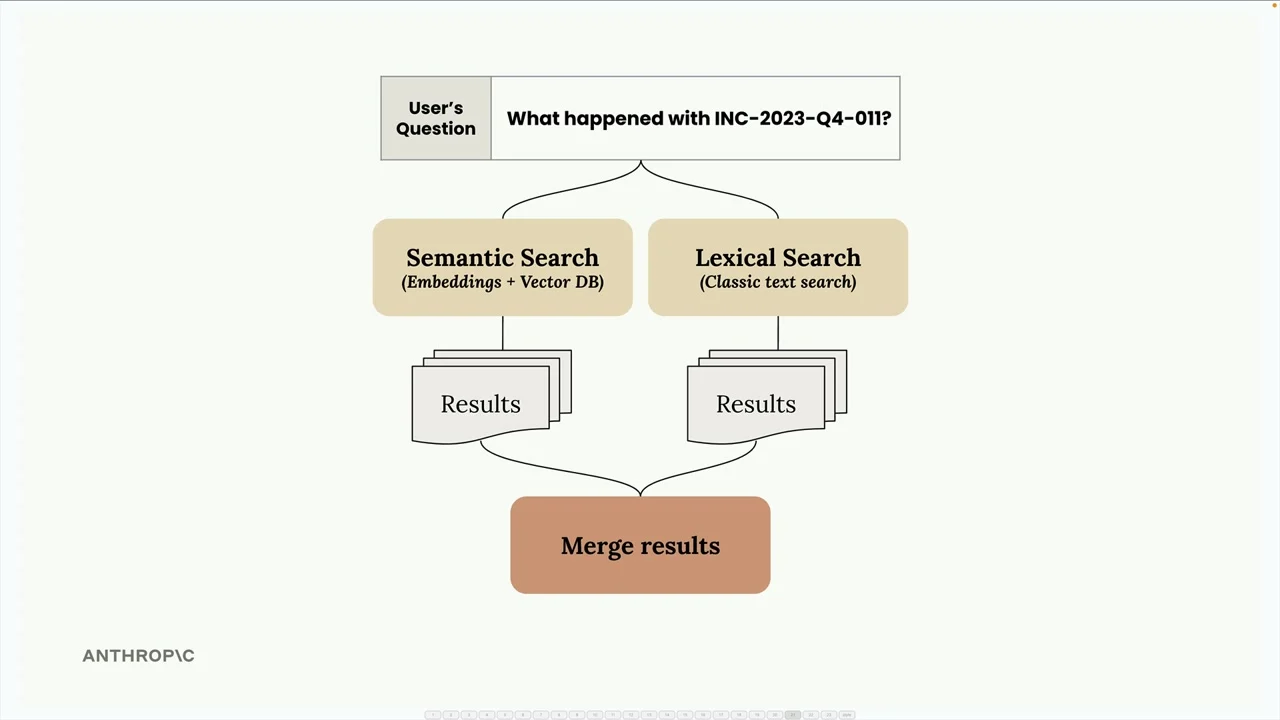 User's
Question
What happened with INC-2023-Q4-011?
Semantic Search
(Embeddings + Vector DB)
Lexical Search
(Classic text search)
Results
Results
Merge results
ANTHROP\C